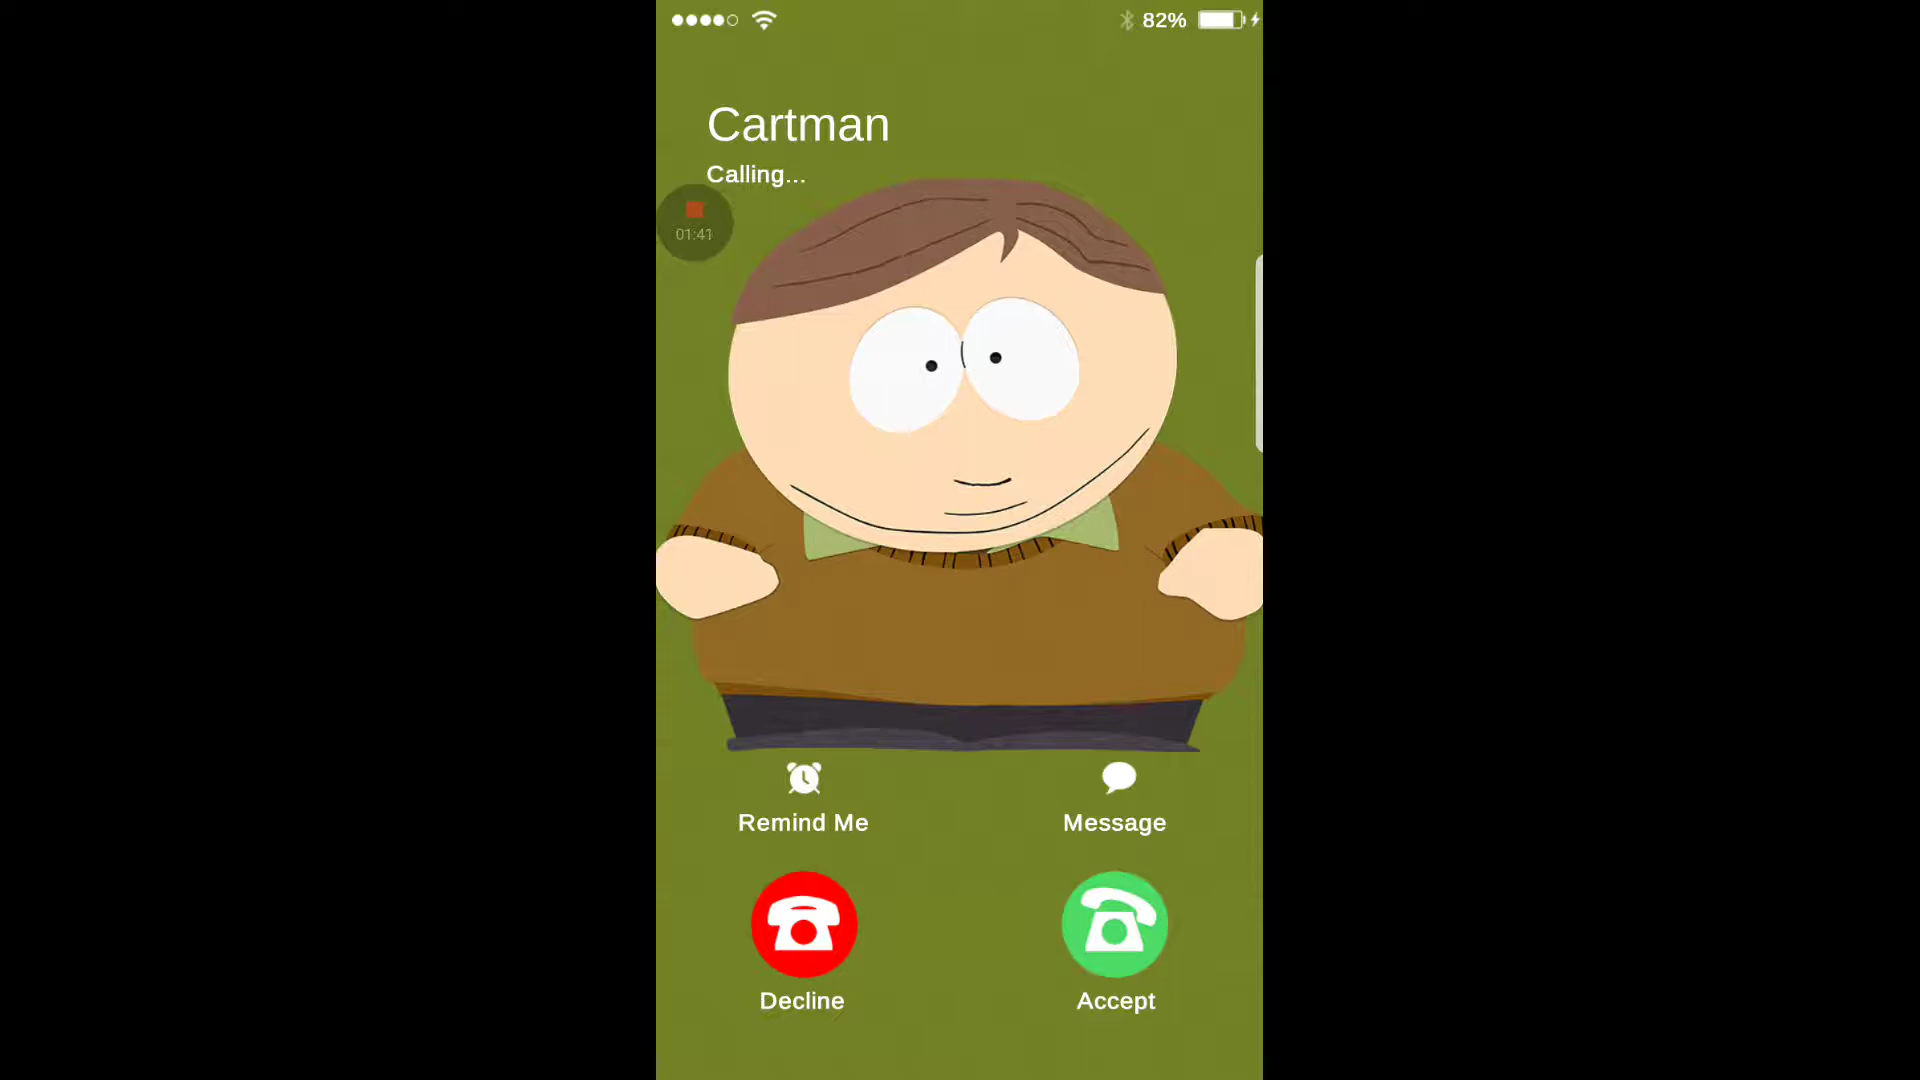 82%
Cartman
Calling...
01:41
Remind Me
Message
Decline
Accept